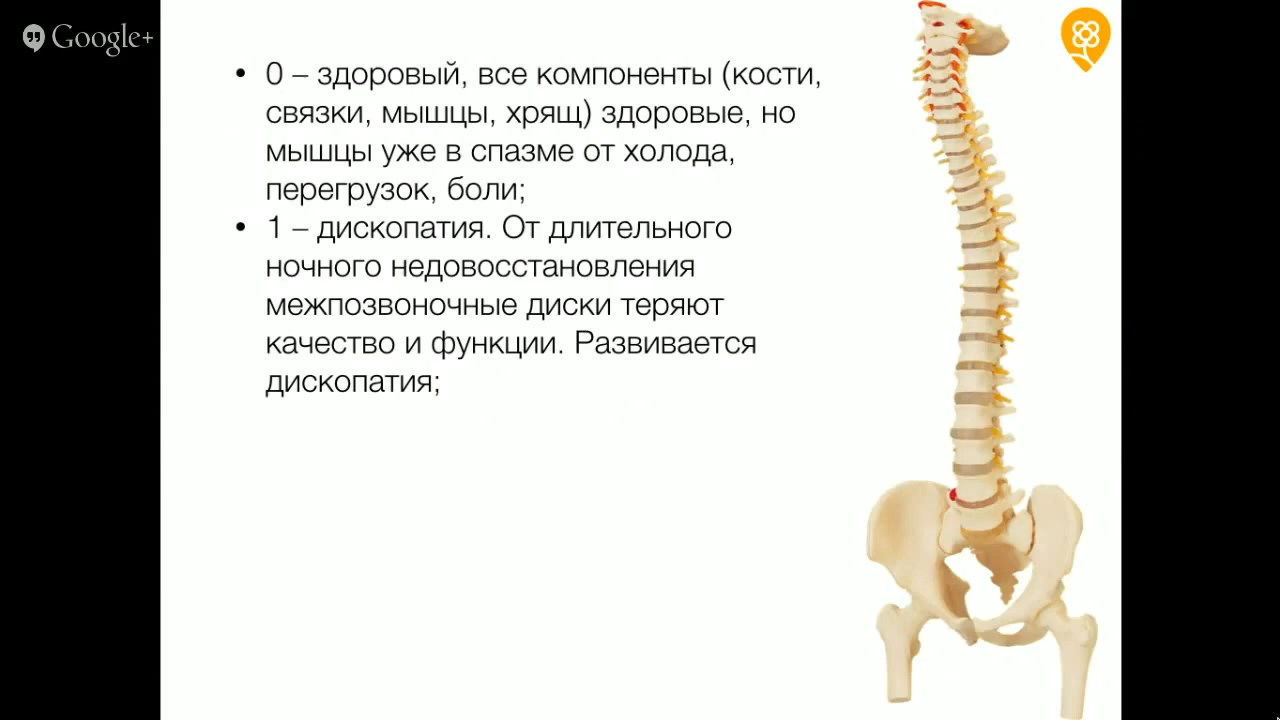 Google+
• 0 – здоровый, все компоненты (кости,
связки, мышцы, хрящ) здоровые, но
мышцы уже в спазме от холода,
перегрузок, боли;
• 1 – дископатия. От длительного
ночного недовосстановления
межпозвоночные диски теряют
качество и функции. Развивается
дископатия;